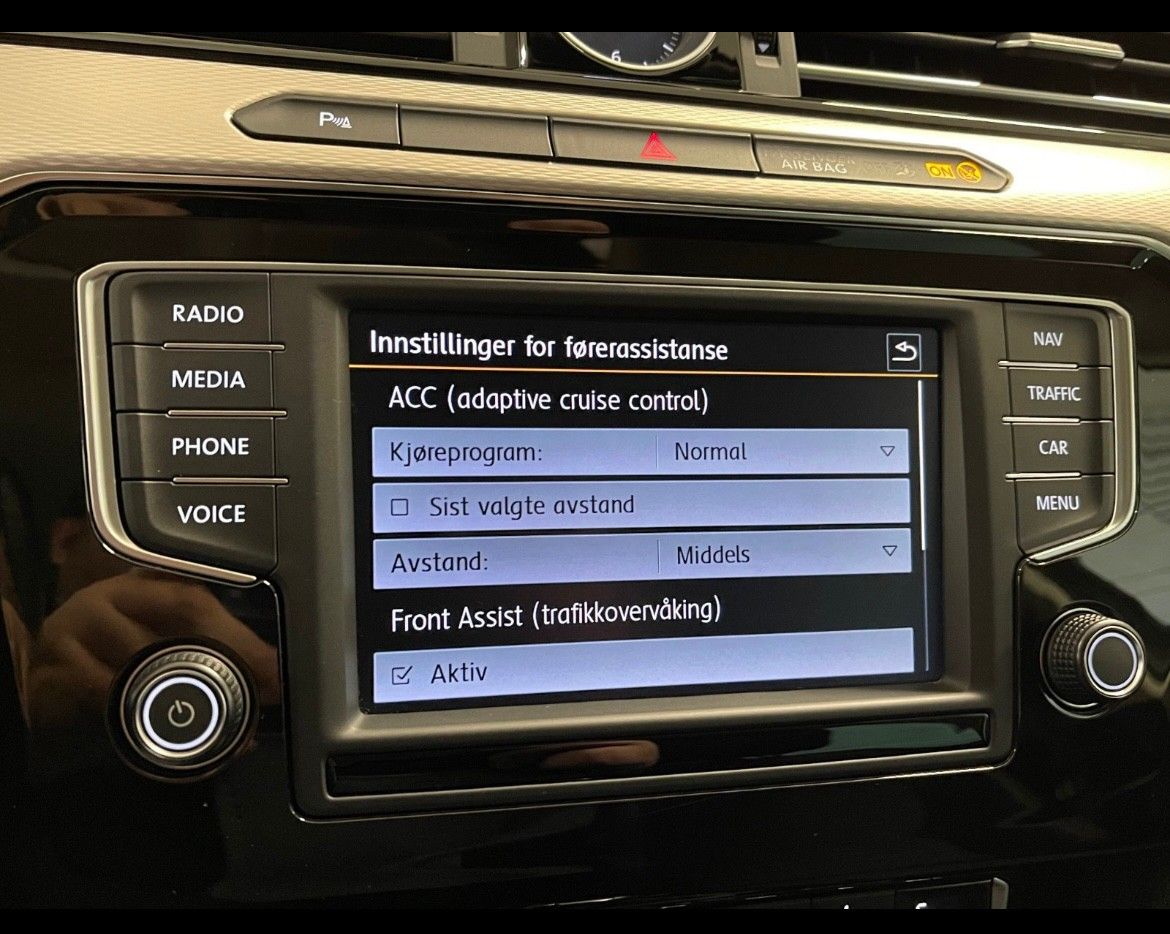 6
P
AIR BAG
ON
RADIO
MEDIA
PHONE
VOICE
Innstillinger for førerassistanse
ACC (adaptive cruise control)
Kjøreprogram: Normal
Sist valgte avstand
Avstand: Middels
Front Assist (trafikkovervåking)
Aktiv
NAV
TRAFFIC
CAR
MENU